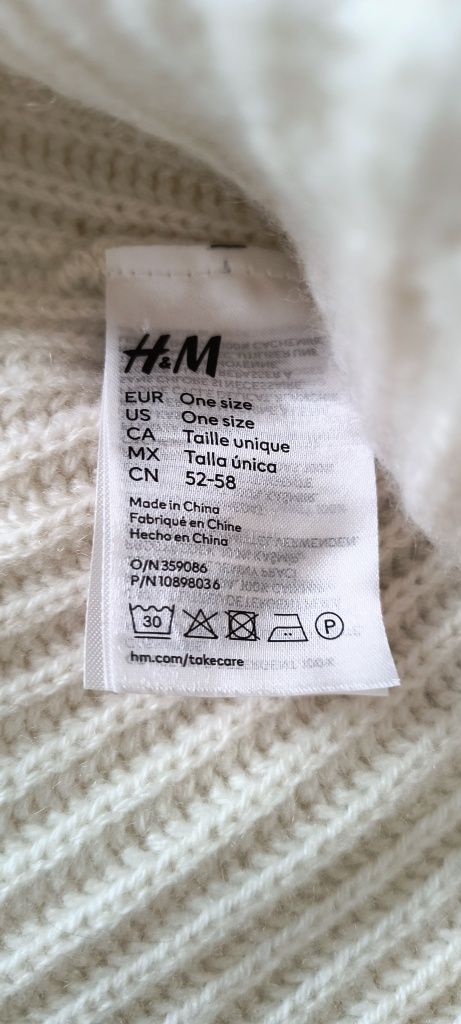 H&M
EUR One size
US One size
CA Taille unique
MX Talla única
CN 52-58
Made in China
Fabriqué en Chine
Hecho en China
O/N 359086
P/N 10898036
30
P
hm.com/takecare